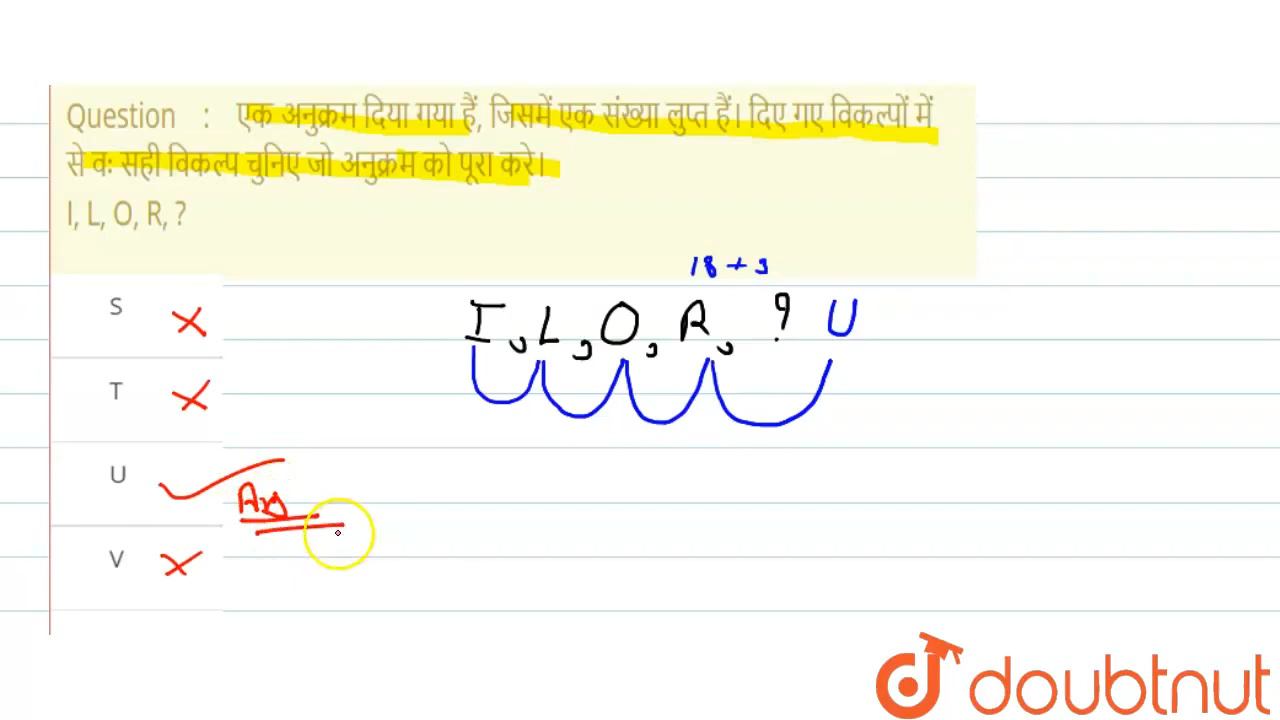 Question : एक अनुक्रम दिया गया हैं, जिसमें एक संख्या लुप्त हैं। दिए गए विकल्पों में
से वः सही विकल्प चुनिए जो अनुक्रम को पूरा करे।
I, L, O, R, ?
18 + 3
I, L, O, R, ? U
S
T
U
Ans
V
doubtnut